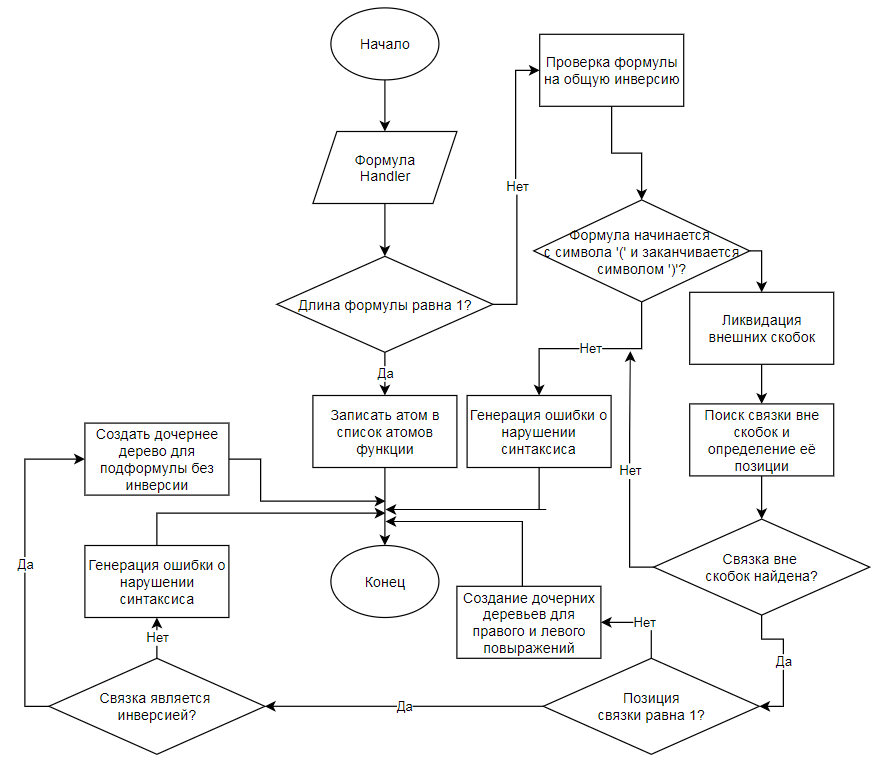 Начало
Формула
Handler
Длина формулы равна 1?
Нет
Проверка формулы
на общую инверсию
Формула начинается
с символа '(' и заканчивается
символом ')'?
Ликвидация
внешних скобок
Поиск связки вне
скобок и
определение её
позиции
Связка вне
скобок найдена?
Нет
Нет
Генерация ошибки о
нарушении
синтаксиса
Да
Записать атом в
список атомов
функции
Создать дочернее
дерево для
подформулы без
инверсии
Да
Генерация ошибки о
нарушении
синтаксиса
Нет
Конец
Создание дочерних
деревьев для
правого и левого
повыражений
Нет
Да
Позиция
связки равна 1?
Да
Связка является
инверсией?